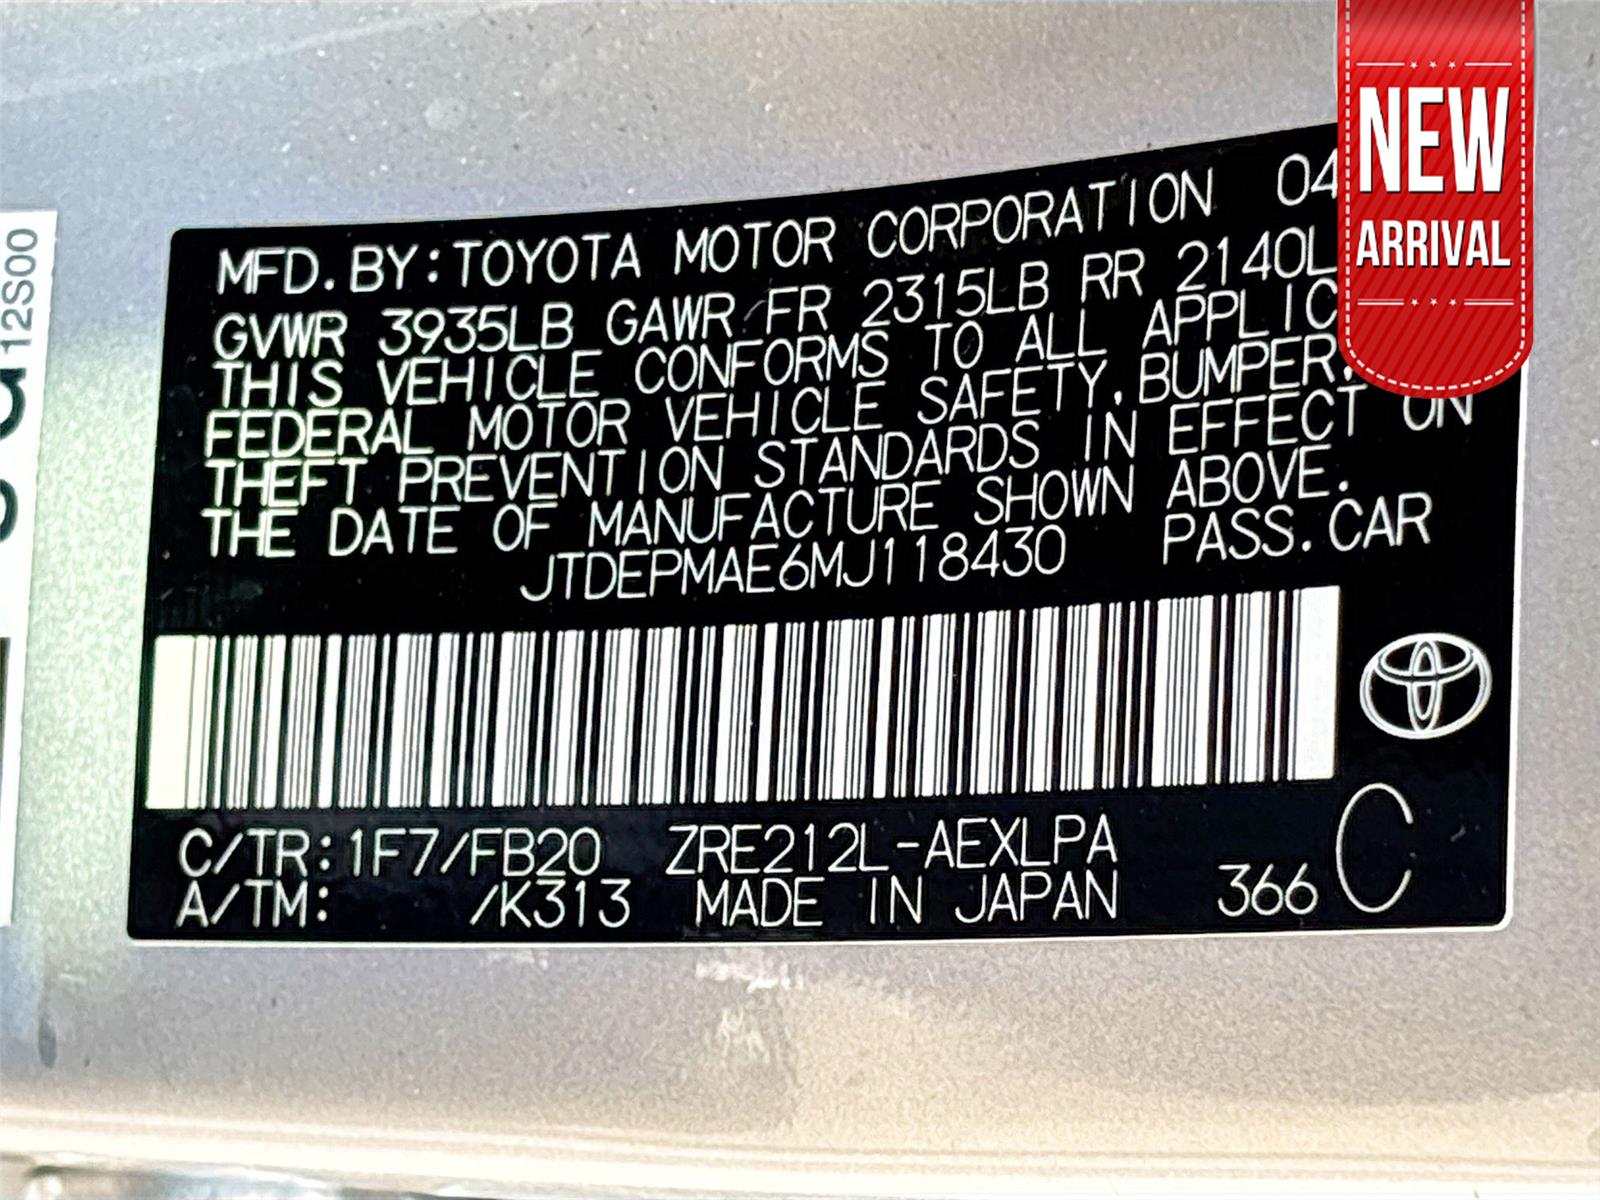 NEW
ARRIVAL
MFD. BY: TOYOTA MOTOR CORPORATION 04
GVWR 3935LB GAWR FR 2315LB RR 2140L
THIS VEHICLE CONFORMS TO ALL APPLIC
FEDERAL MOTOR VEHICLE SAFETY, BUMPER,
THEFT PREVENTION STANDARDS IN EFFECT ON
THE DATE OF MANUFACTURE SHOWN ABOVE.
JTDEPMAE6MJ118430 PASS. CAR
C/TR: 1F7/FB20 ZRE212L-AEXLPA
A/TM: /K313 MADE IN JAPAN 366 C
12S00